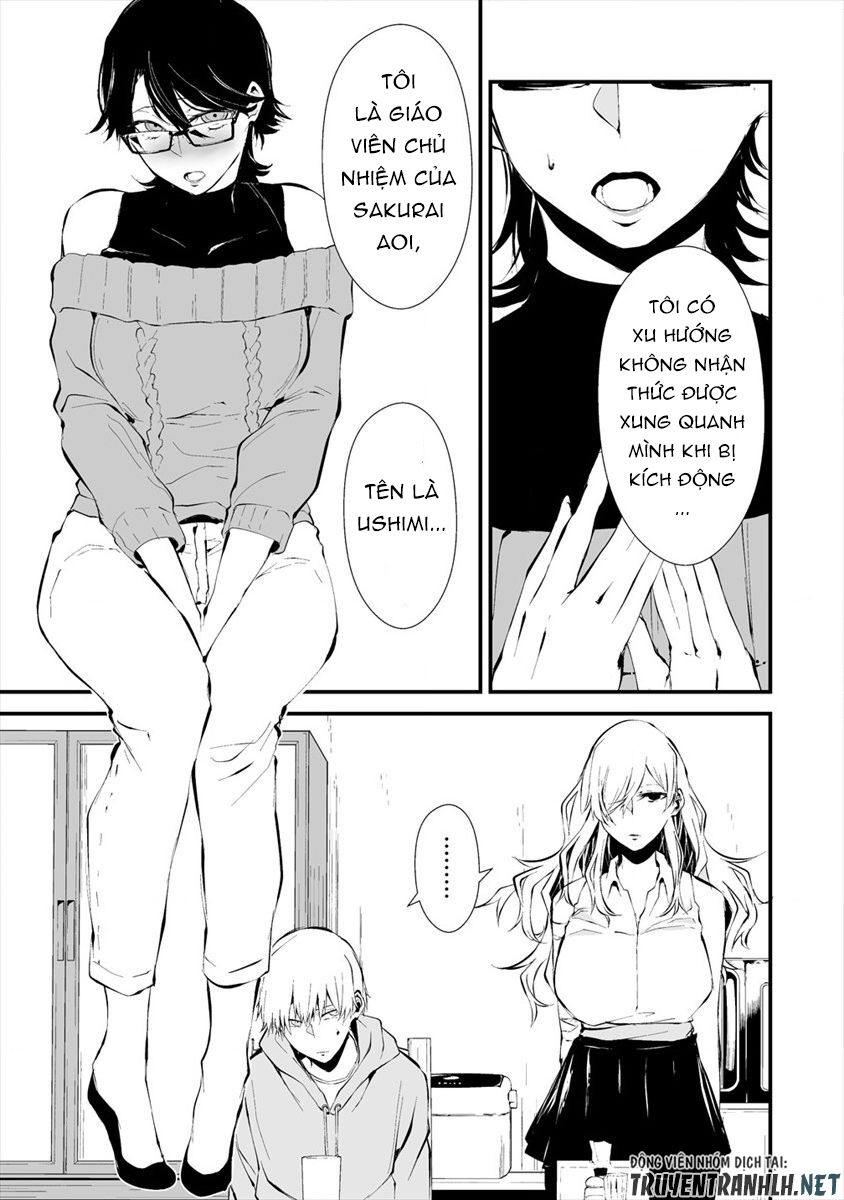 TÔI CÓ
XU HƯỚNG
KHÔNG NHẬN
THỨC ĐƯỢC
XUNG QUANH
MÌNH KHI BỊ
KÍCH ĐỘNG
...
TÔI
LÀ GIÁO
VIÊN CHỦ
NHIỆM CỦA
SAKURAI
AOI,
TÊN LÀ
USHIMI...
.........
ĐỘNG VIÊN NHÓM DỊCH TẠI:
TRUYENTRANHLH.NET